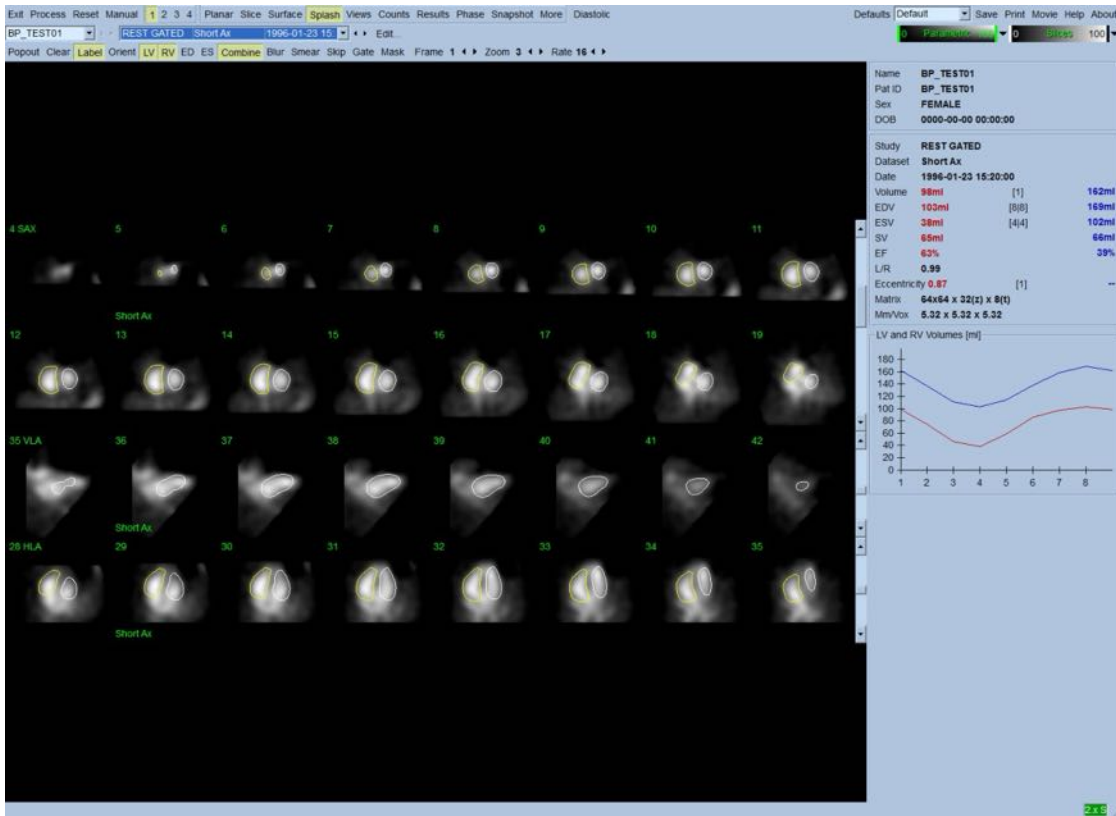 Exit Process Reset Manual 1 2 3 4 Planar Slice Surface Splash Views Counts Results Phase Snapshot More Diastolic Defaults Default Save Print Movie Help About
BP_TEST01 REST GATED Short Ax 1996-01-23 15: Edit... 0 Parametric 0 Slices 100
Popout Clear Label Orient LV RV ED ES Combine Blur Smear Skip Gate Mask Frame 1 Zoom 3 Rate 16
Name BP_TEST01
Pat ID BP_TEST01
Sex FEMALE
DOB 0000-00-00 00:00:00
Study REST GATED
Dataset Short Ax
Date 1996-01-23 15:20:00
Volume 98ml [1] 162ml
EDV 103ml [8|8] 169ml
ESV 38ml [4|4] 102ml
SV 65ml 66ml
EF 63% 39%
L/R 0.99
Eccentricity 0.87 [1] --
Matrix 64x64 x 32(z) x 8(t)
Mm/Vox 5.32 x 5.32 x 5.32
LV and RV Volumes [ml]
180
160
140
120
100
80
60
40
20
0
1 2 3 4 5 6 7 8
4 SAX 5 6 7 8 9 10 11
Short Ax
12 13 14 15 16 17 18 19
35 VLA 36 37 38 39 40 41 42
Short Ax
28 HLA 29 30 31 32 33 34 35
Short Ax
2 x S